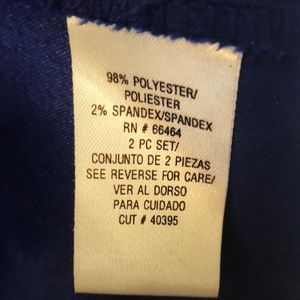 98% POLYESTER/
POLIESTER
2% SPANDEX/SPANDEX
RN # 66464
2 PC SET/
CONJUNTO DE 2 PIEZAS
SEE REVERSE FOR CARE/
VER AL DORSO
PARA CUIDADO
CUT # 40395